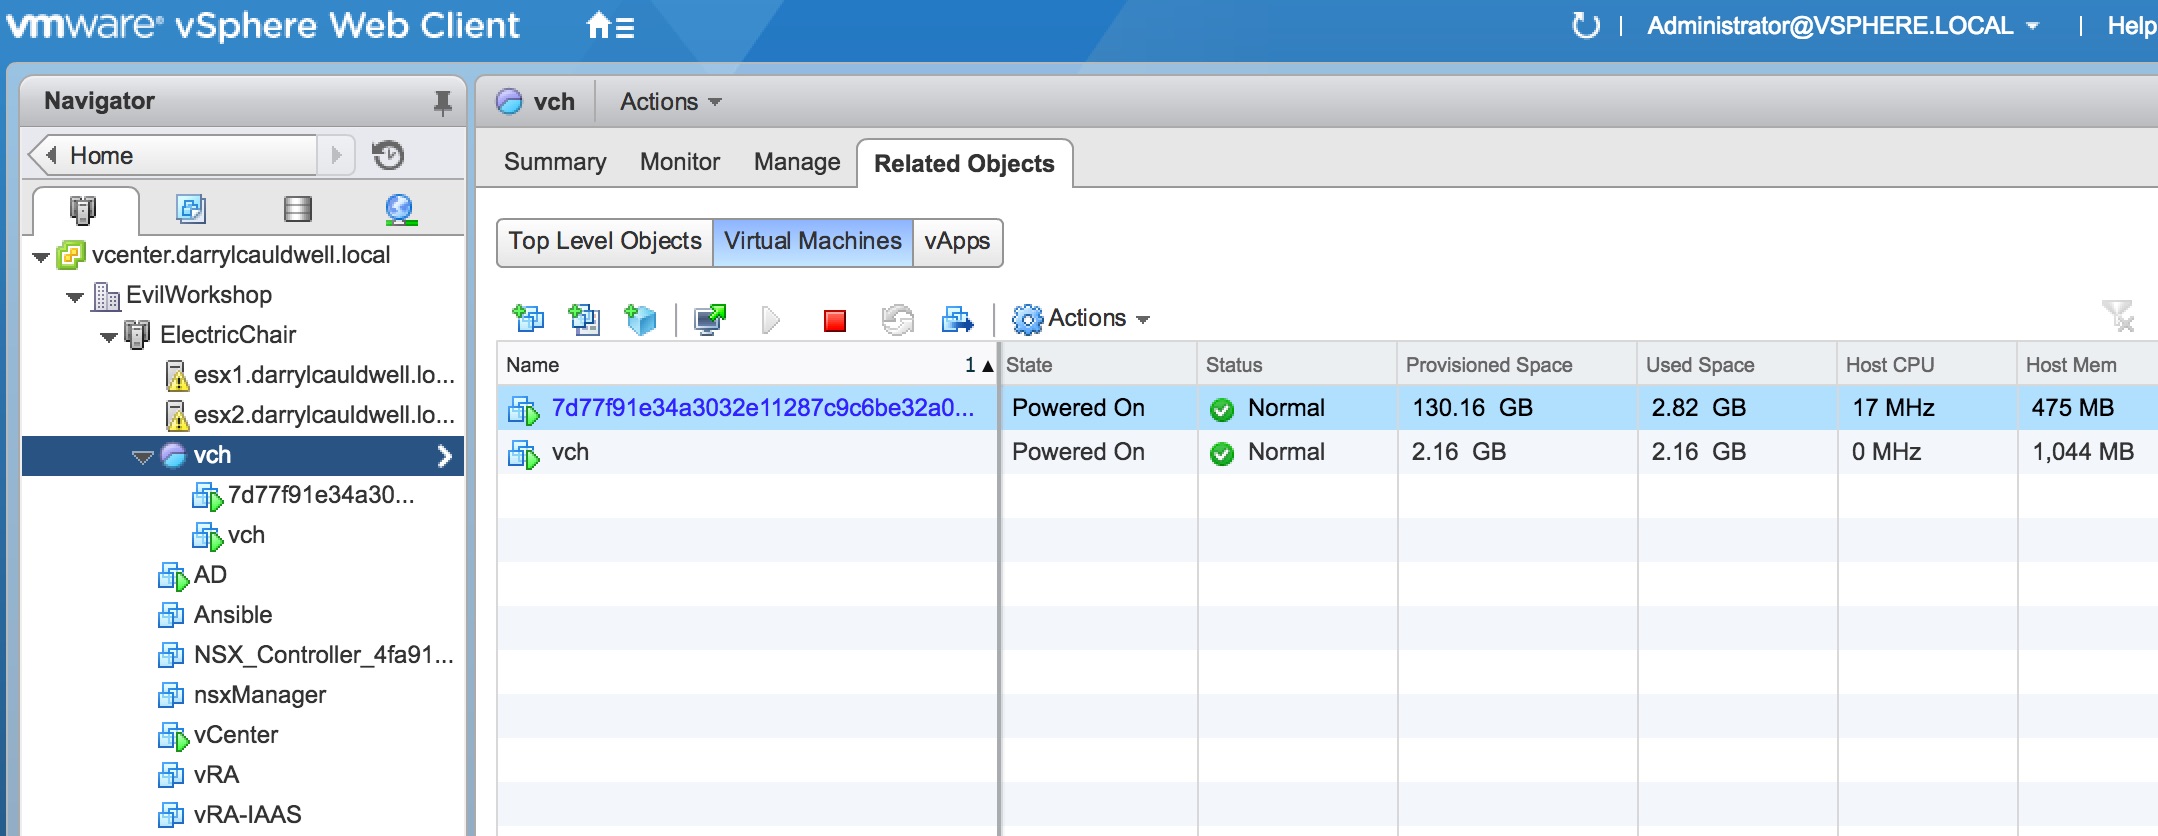 vmware® vSphere Web Client
Administrator@VSPHERE.LOCAL
Help
Navigator
Home
vcenter.darrylcauldwell.local
EvilWorkshop
ElectricChair
esx1.darrylcauldwell.lo...
esx2.darrylcauldwell.lo...
vch
7d77f91e34a30...
vch
AD
Ansible
NSX_Controller_4fa91...
nsxManager
vCenter
vRA
vRA-IAAS
vch Actions
Summary Monitor Manage Related Objects
Top Level Objects Virtual Machines vApps
Actions
Name 1 State Status Provisioned Space Used Space Host CPU Host Mem
7d77f91e34a3032e11287c9c6be32a0... Powered On Normal 130.16 GB 2.82 GB 17 MHz 475 MB
vch Powered On Normal 2.16 GB 2.16 GB 0 MHz 1,044 MB